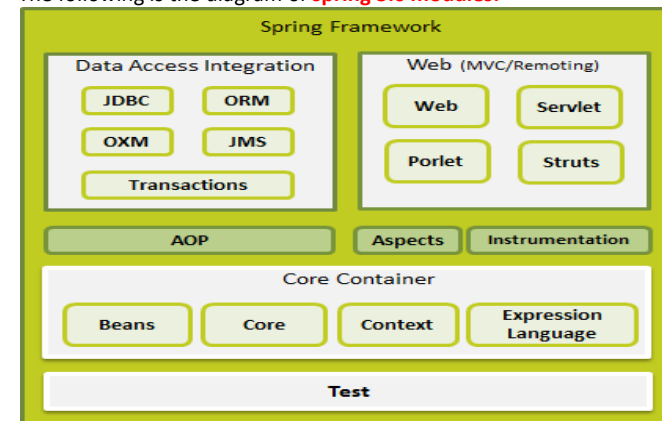 The following is the diagram of Spring 3.0 modules.
Spring Framework
Data Access Integration
JDBC
ORM
OXM
JMS
Transactions
Web (MVC/Remoting)
Web
Servlet
Porlet
Struts
AOP
Aspects
Instrumentation
Core Container
Beans
Core
Context
Expression
Language
Test